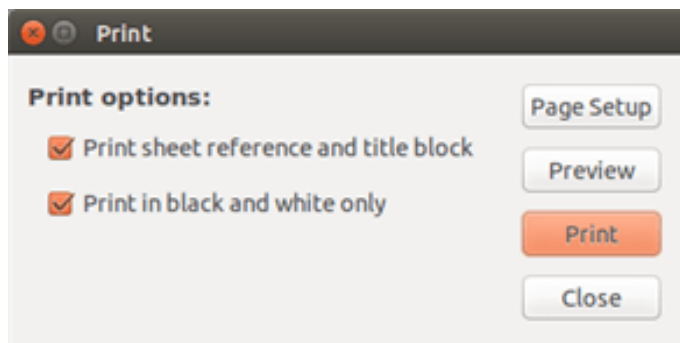 Print
Print options:
Page Setup
Print sheet reference and title block
Preview
Print in black and white only
Print
Close